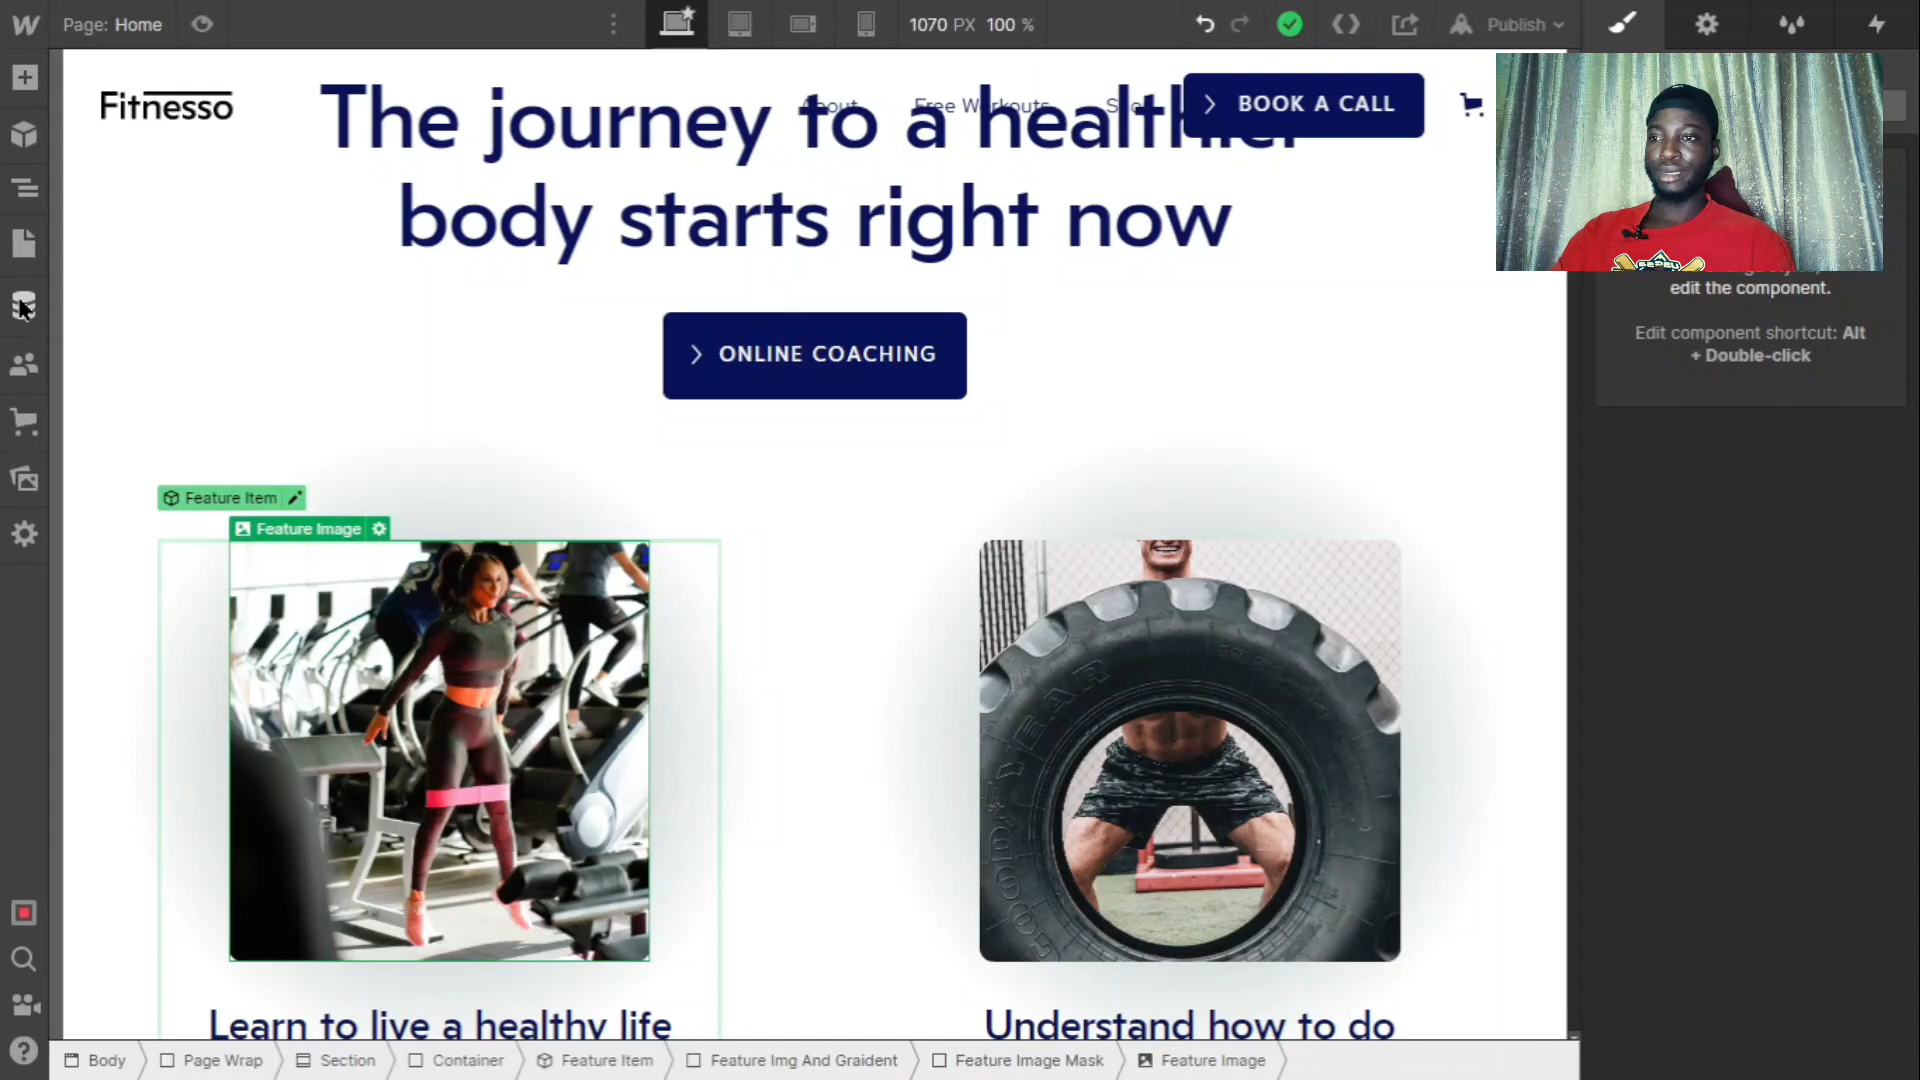 Page: Home
1070 PX 100 %
Publish
Fitnesso
About
Free Workouts
BOOK A CALL
The journey to a healthier
body starts right now
ONLINE COACHING
edit the component.
Edit component shortcut: Alt
+ Double-click
Feature Item
Feature Image
Learn to live a healthy life
Understand how to do
Body
Page Wrap
Section
Container
Feature Item
Feature Img And Graident
Feature Image Mask
Feature Image